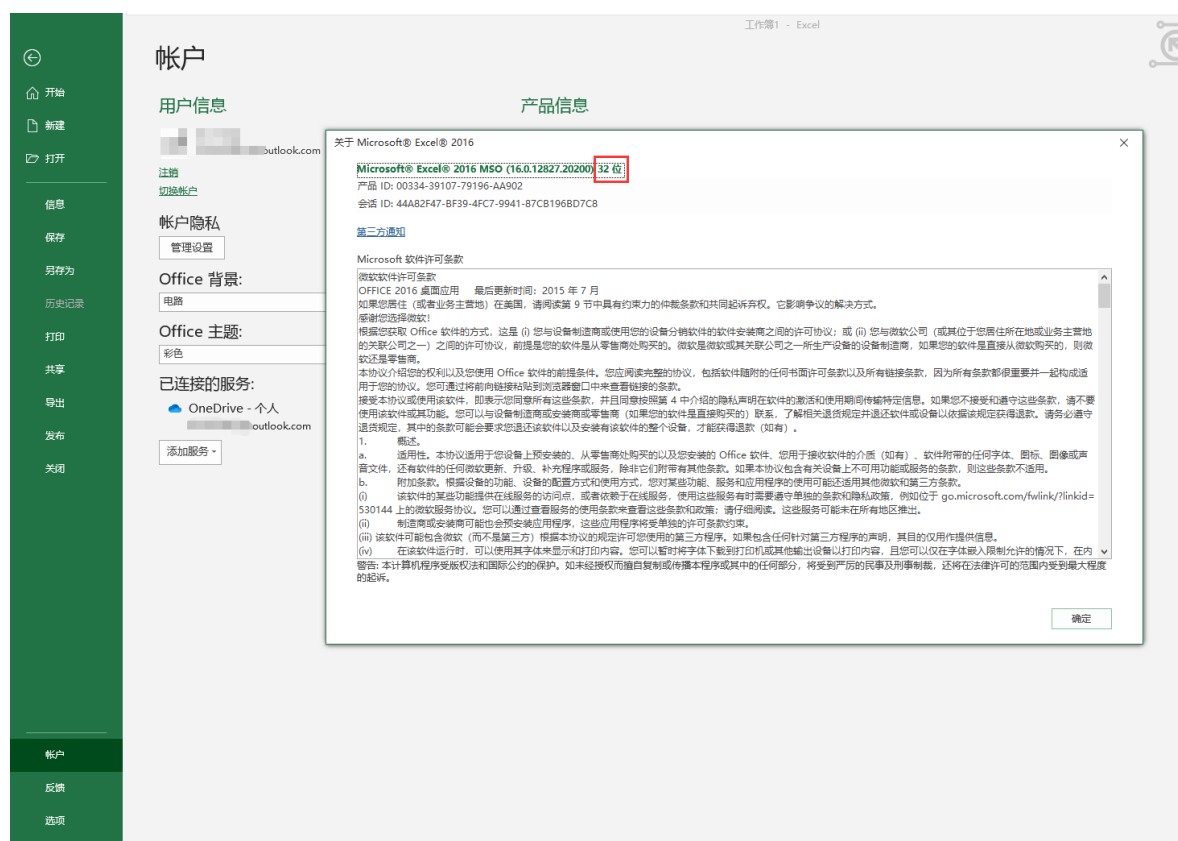 工作簿1 - Excel
帐户
开始
新建
打开
信息
保存
另存为
历史记录
打印
共享
导出
发布
关闭
帐户
反馈
选项
用户信息
outlook.com
注销
切换帐户
帐户隐私
管理设置
Office 背景:
电路
Office 主题:
彩色
已连接的服务:
OneDrive - 个人
outlook.com
添加服务
产品信息
关于 Microsoft® Excel® 2016
Microsoft® Excel® 2016 MSO (16.0.12827.20200) 32 位
产品 ID: 00334-39107-79196-AA902
会话 ID: 44A82F47-BF39-4FC7-9941-87CB196BD7C8
第三方通知
Microsoft 软件许可条款
微软软件许可条款
OFFICE 2016 桌面应用 最后更新时间：2015 年 7 月
如果您居住（或者业务主营地）在美国，请阅读第 9 节中具有约束力的仲裁条款和共同起诉弃权。它影响争议的解决方式。
感谢您选择微软！
根据您获取 Office 软件的方式，这是 (i) 您与设备制造商或使用您的设备分销软件的软件安装商之间的许可协议；或 (ii) 您与微软公司（或其位于您居住所在地或业务主营地
的关联公司之一）之间的许可协议，前提是您的软件是从零售商处购买的。微软是微软或其关联公司之一所生产设备的设备制造商，如果您的软件是直接从微软购买的，则微
软还是零售商。
本协议介绍您的权利以及您使用 Office 软件的前提条件。您应阅读完整的协议，包括软件随附的任何书面许可条款以及所有链接条款，因为所有条款都很重要并一起构成适
用于您的协议。您可通过将前向链接粘贴到浏览器窗口中来查看链接的条款。
接受本协议或使用该软件，即表示您同意所有这些条款，并且同意按照第 4 中介绍的隐私声明在软件的激活和使用期间传输特定信息。如果您不接受和遵守这些条款，请不要
使用该软件或其功能。您可以与设备制造商或安装商或零售商（如果您的软件是直接购买的）联系，了解相关退货规定并退还软件或设备以依据该规定获得退款。请务必遵守
退货规定，其中的条款可能会要求您退还该软件以及安装有该软件的整个设备，才能获得退款（如有）.
1. 概述。
a. 适用性。本协议适用于您设备上预安装的、从零售商处购买的以及您安装的 Office 软件、您用于接收软件的介质（如有）、软件附带的任何字体、图标、图像或声
音文件，还有软件的任何微软更新、升级、补充程序或服务，除非它们附带有其他条款。如果本协议包含有关设备上不可用功能或服务的条款，则这些条款不适用。
b. 附加条款。根据设备的功能、设备的配置方式和使用方式，您对某些功能、服务和应用程序的使用可能还适用其他微软和第三方条款。
(i) 该软件的某些功能提供在线服务的访问点，或者依赖于在线服务，使用这些服务有时需要遵守单独的条款和隐私政策，例如位于 go.microsoft.com/fwlink/?linkid=
530144 上的微软服务协议。您可以通过查看服务的使用条款来查看这些条款和政策；请仔细阅读。这些服务可能未在所有地区推出。
(ii) 制造商或安装商可能也会预安装应用程序，这些应用程序将受单独的许可条款约束。
(iii) 该软件可能包含微软（而不是第三方）根据本协议的规定许可您使用的第三方程序。如果包含任何针对第三方程序的声明，其目的仅用作提供信息。
(iv) 在该软件运行时，可以使用其字体来显示和打印内容。您可以暂时将字体下载到打印机或其他输出设备以打印内容，且您可以仅在字体嵌入限制允许的情况下，在内
警告: 本计算机程序受版权法和国际公约的保护。如未经授权而擅自复制或传播本程序或其中的任何部分，将受到严厉的民事及刑事制裁，还将在法律许可的范围内受到最大程度
的起诉。
确定